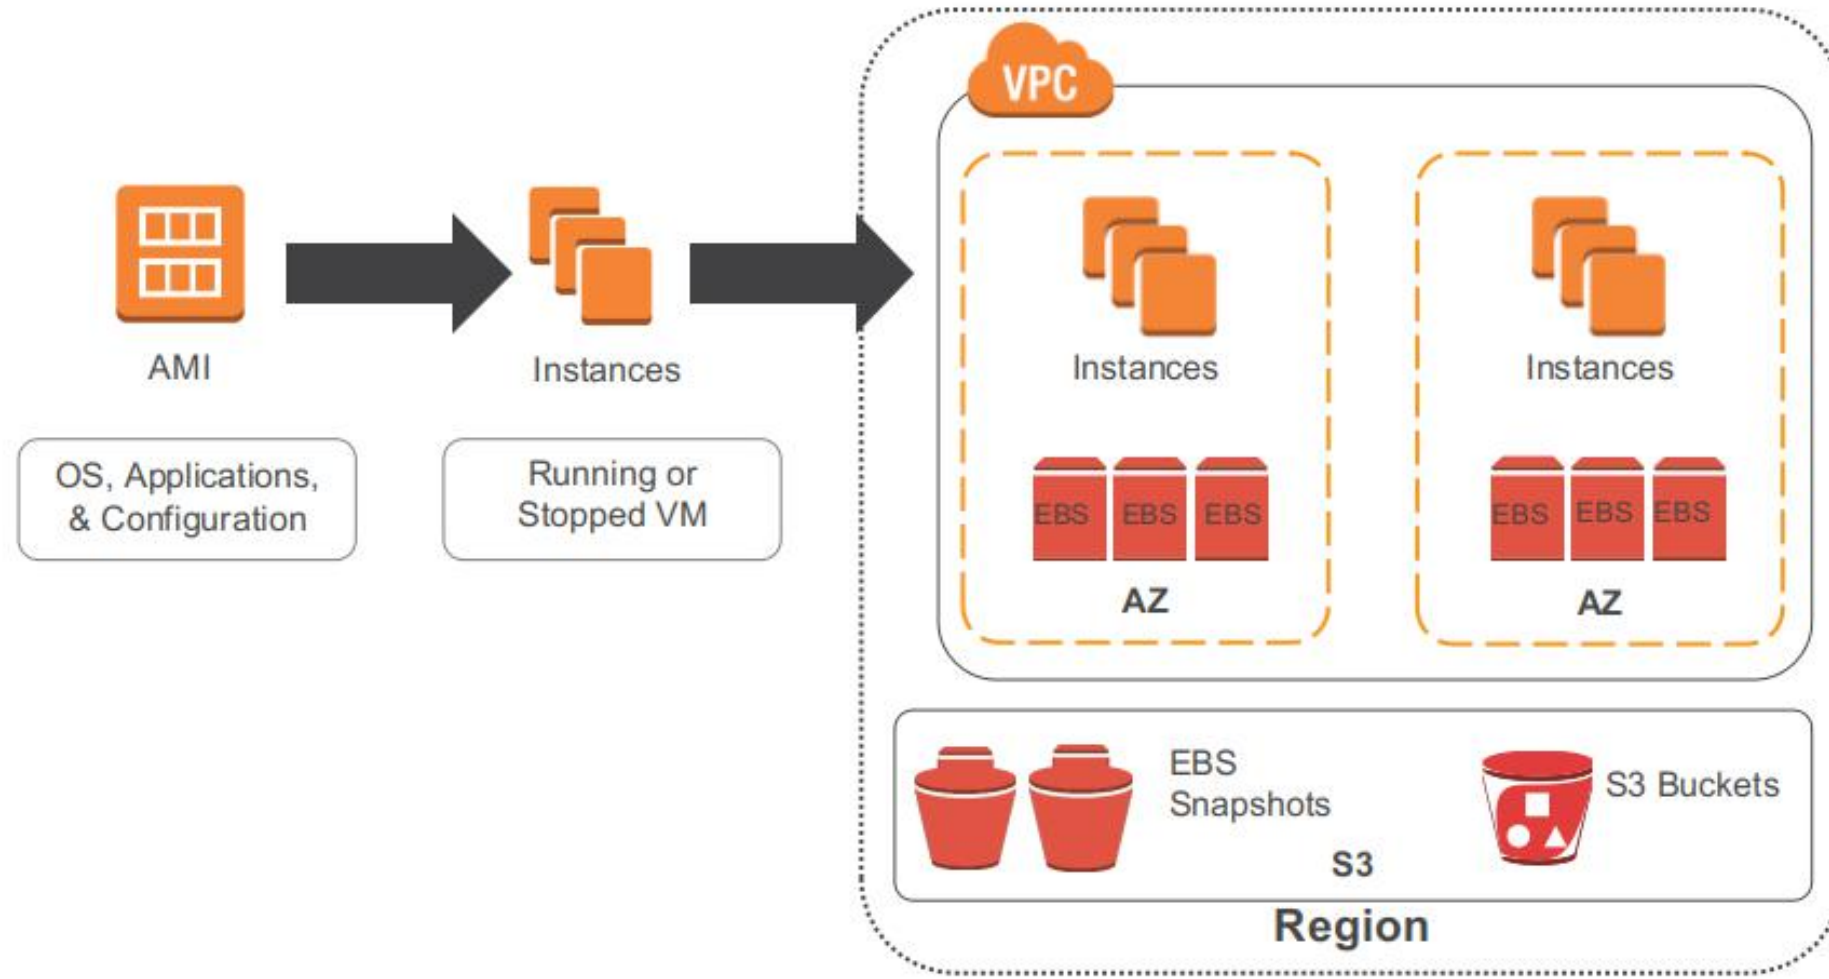 AMI
OS, Applications,
& Configuration
Instances
Running or
Stopped VM
VPC
Instances
EBS EBS EBS
AZ
Instances
EBS EBS EBS
AZ
EBS
Snapshots
S3 Buckets
S3
Region